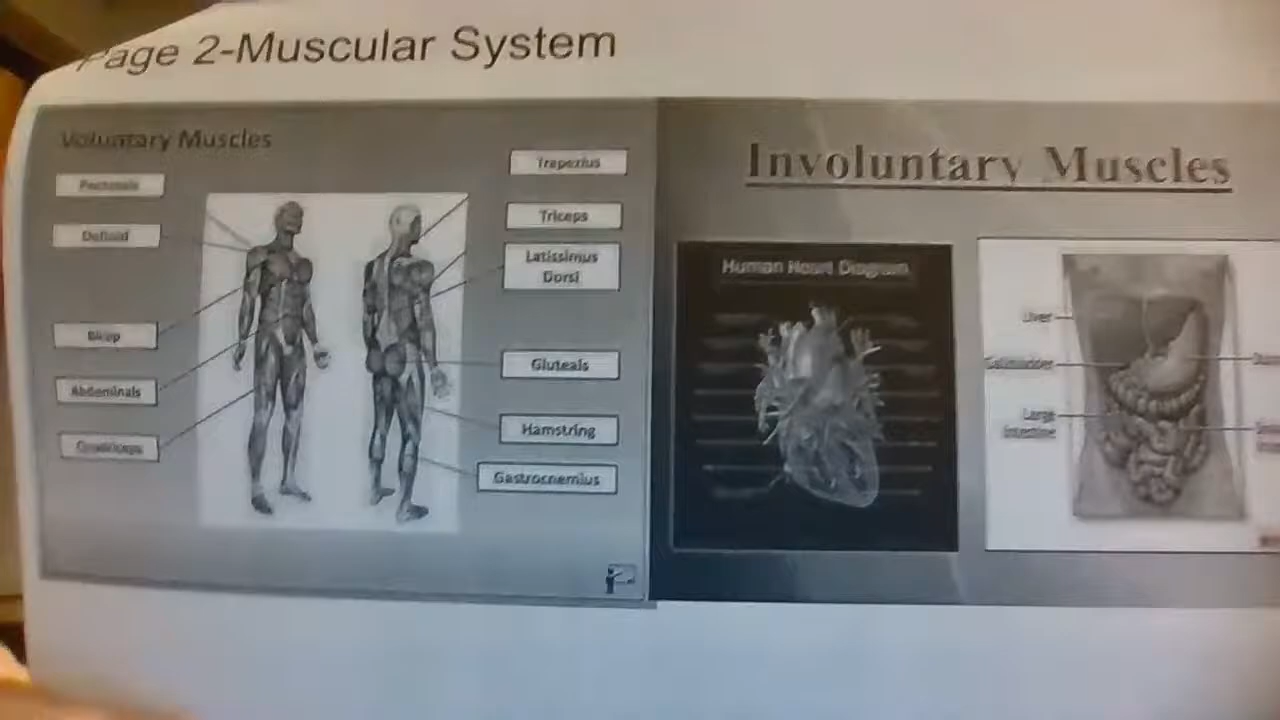 Page 2-Muscular System
Voluntary Muscles
Pectorals
Deltoid
Bicep
Abdominals
Quadriceps
Trapezius
Triceps
Latissimus
Dorsi
Gluteals
Hamstring
Gastrocnemius
Involuntary Muscles
Human Heart Diagram
Liver
Gallbladder
Large
Intestine